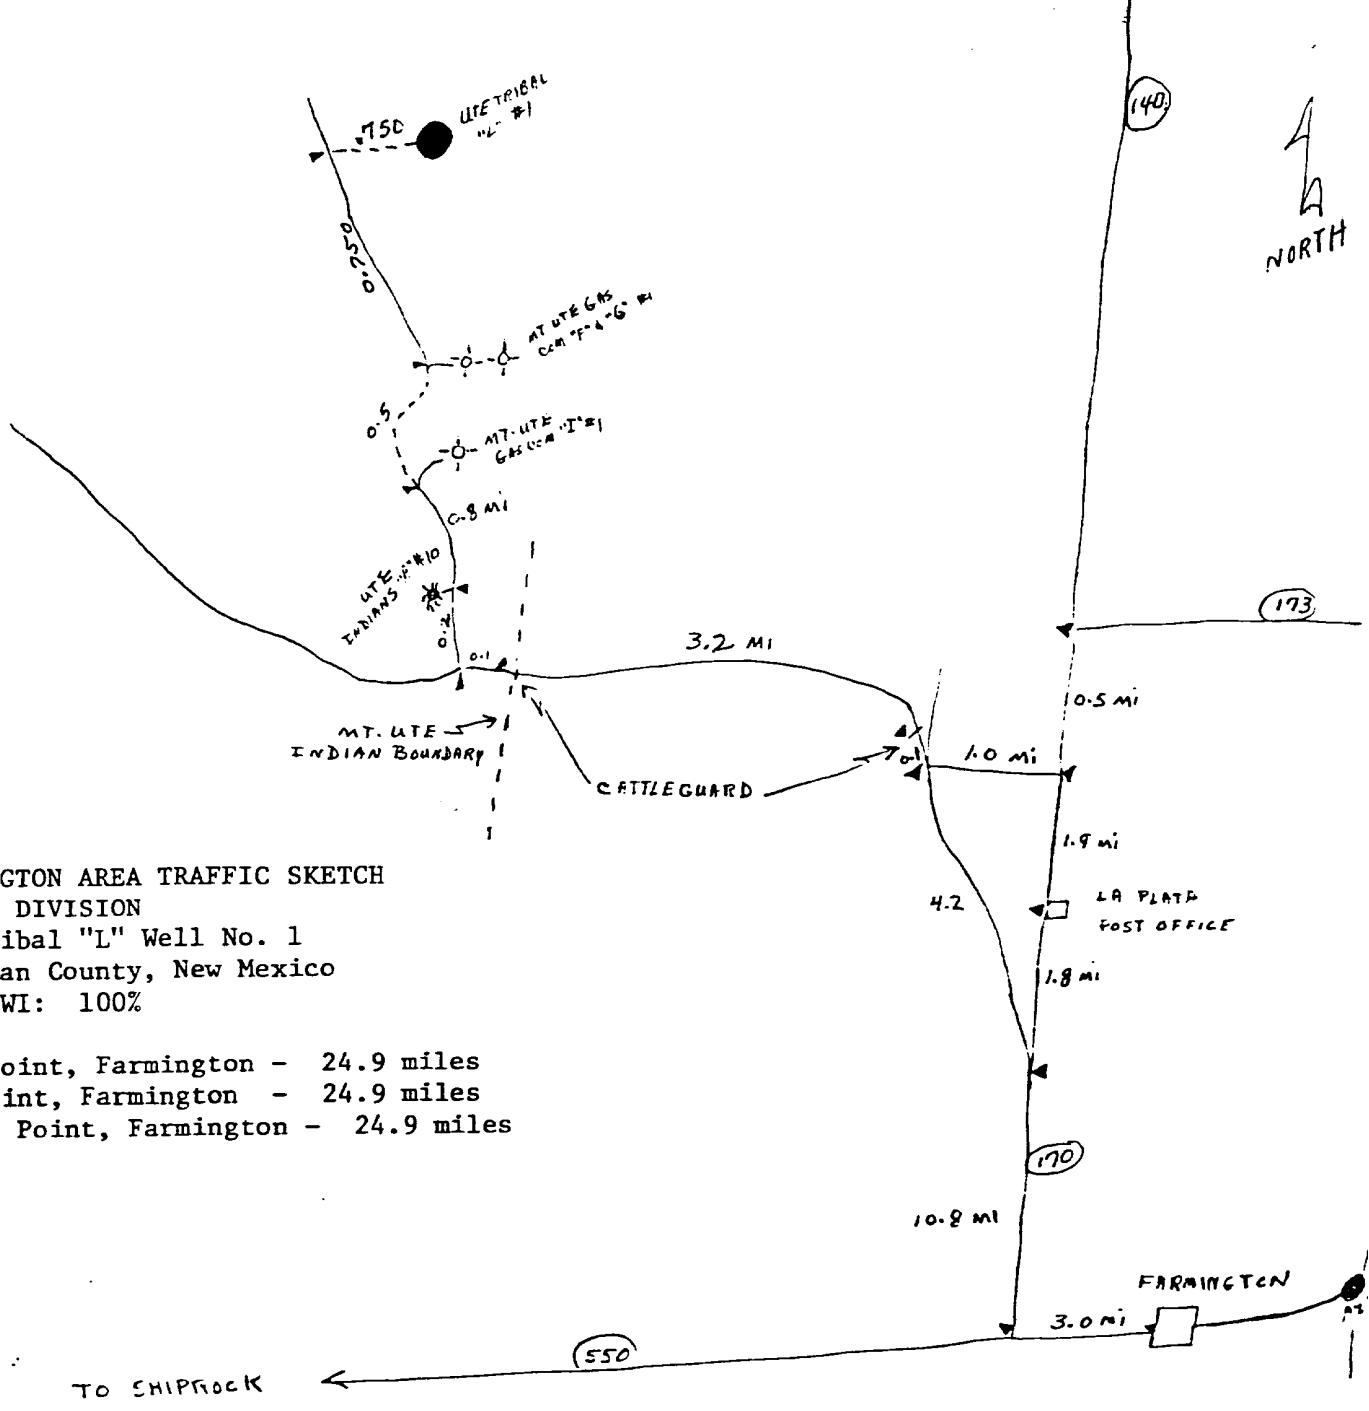 140
.750
UTE TRIBAL
"L" #1
NORTH
0.750
MT UTE GAS
COM "F" & "G" #1
0.5
MT. UTE
GAS COM "I" #1
0.8 Mi
UTE
INDIANS #10
0.2
173
0.1
3.2 MI
0.5 Mi
MT. UTE
INDIAN BOUNDARY
1.0 Mi
0.1
CATTLEGUARD
1.9 Mi
GTON AREA TRAFFIC SKETCH
DIVISION
ibal "L" Well No. 1
an County, New Mexico
WI: 100%
4.2
LA PLATA
POST OFFICE
1.8 Mi
oint, Farmington - 24.9 miles
int, Farmington - 24.9 miles
Point, Farmington - 24.9 miles
170
10.8 MI
FARMINGTON
3.0 Mi
550
TO SHIPROCK